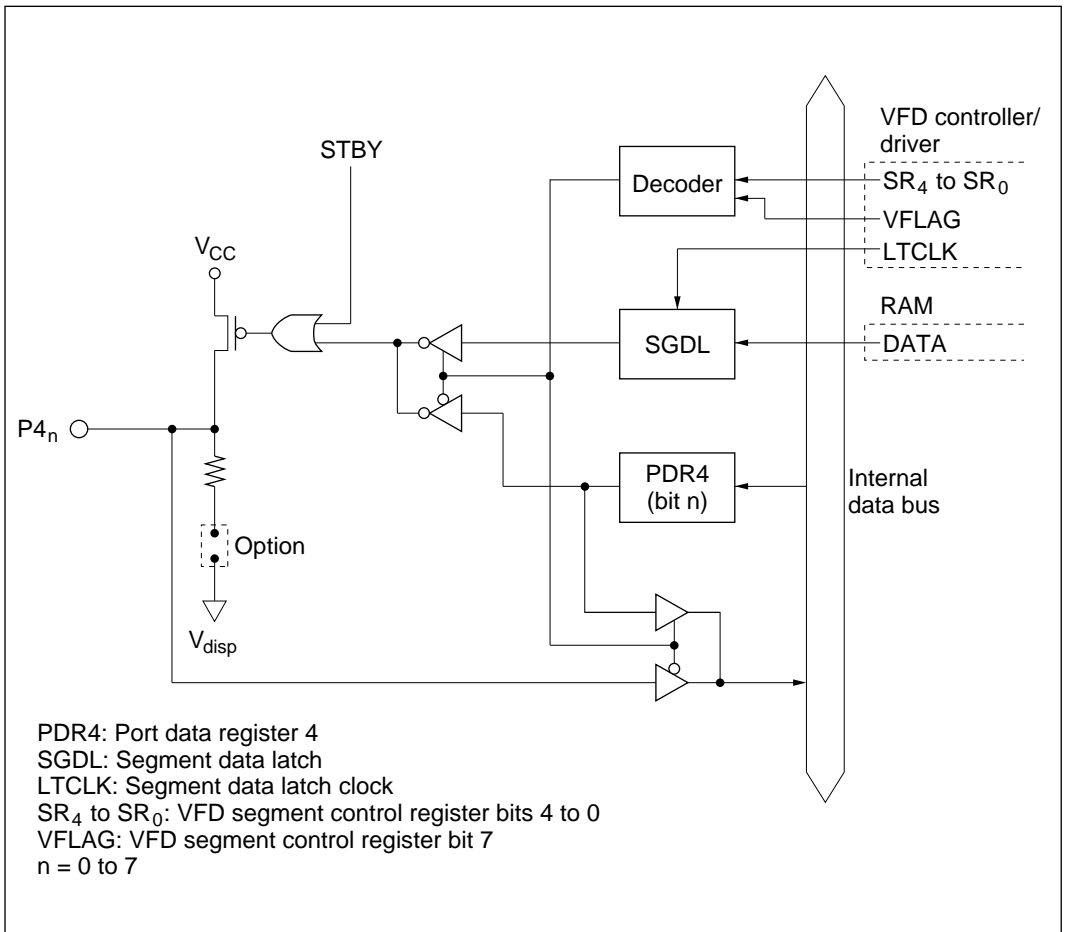 VFD controller/
driver
STBY
Decoder
SR4 to SR0
VFLAG
LTCLK
VCC
RAM
SGDL
DATA
P4n
PDR4
(bit n)
Internal
data bus
Option
Vdisp
PDR4: Port data register 4
SGDL: Segment data latch
LTCLK: Segment data latch clock
SR4 to SR0: VFD segment control register bits 4 to 0
VFLAG: VFD segment control register bit 7
n = 0 to 7